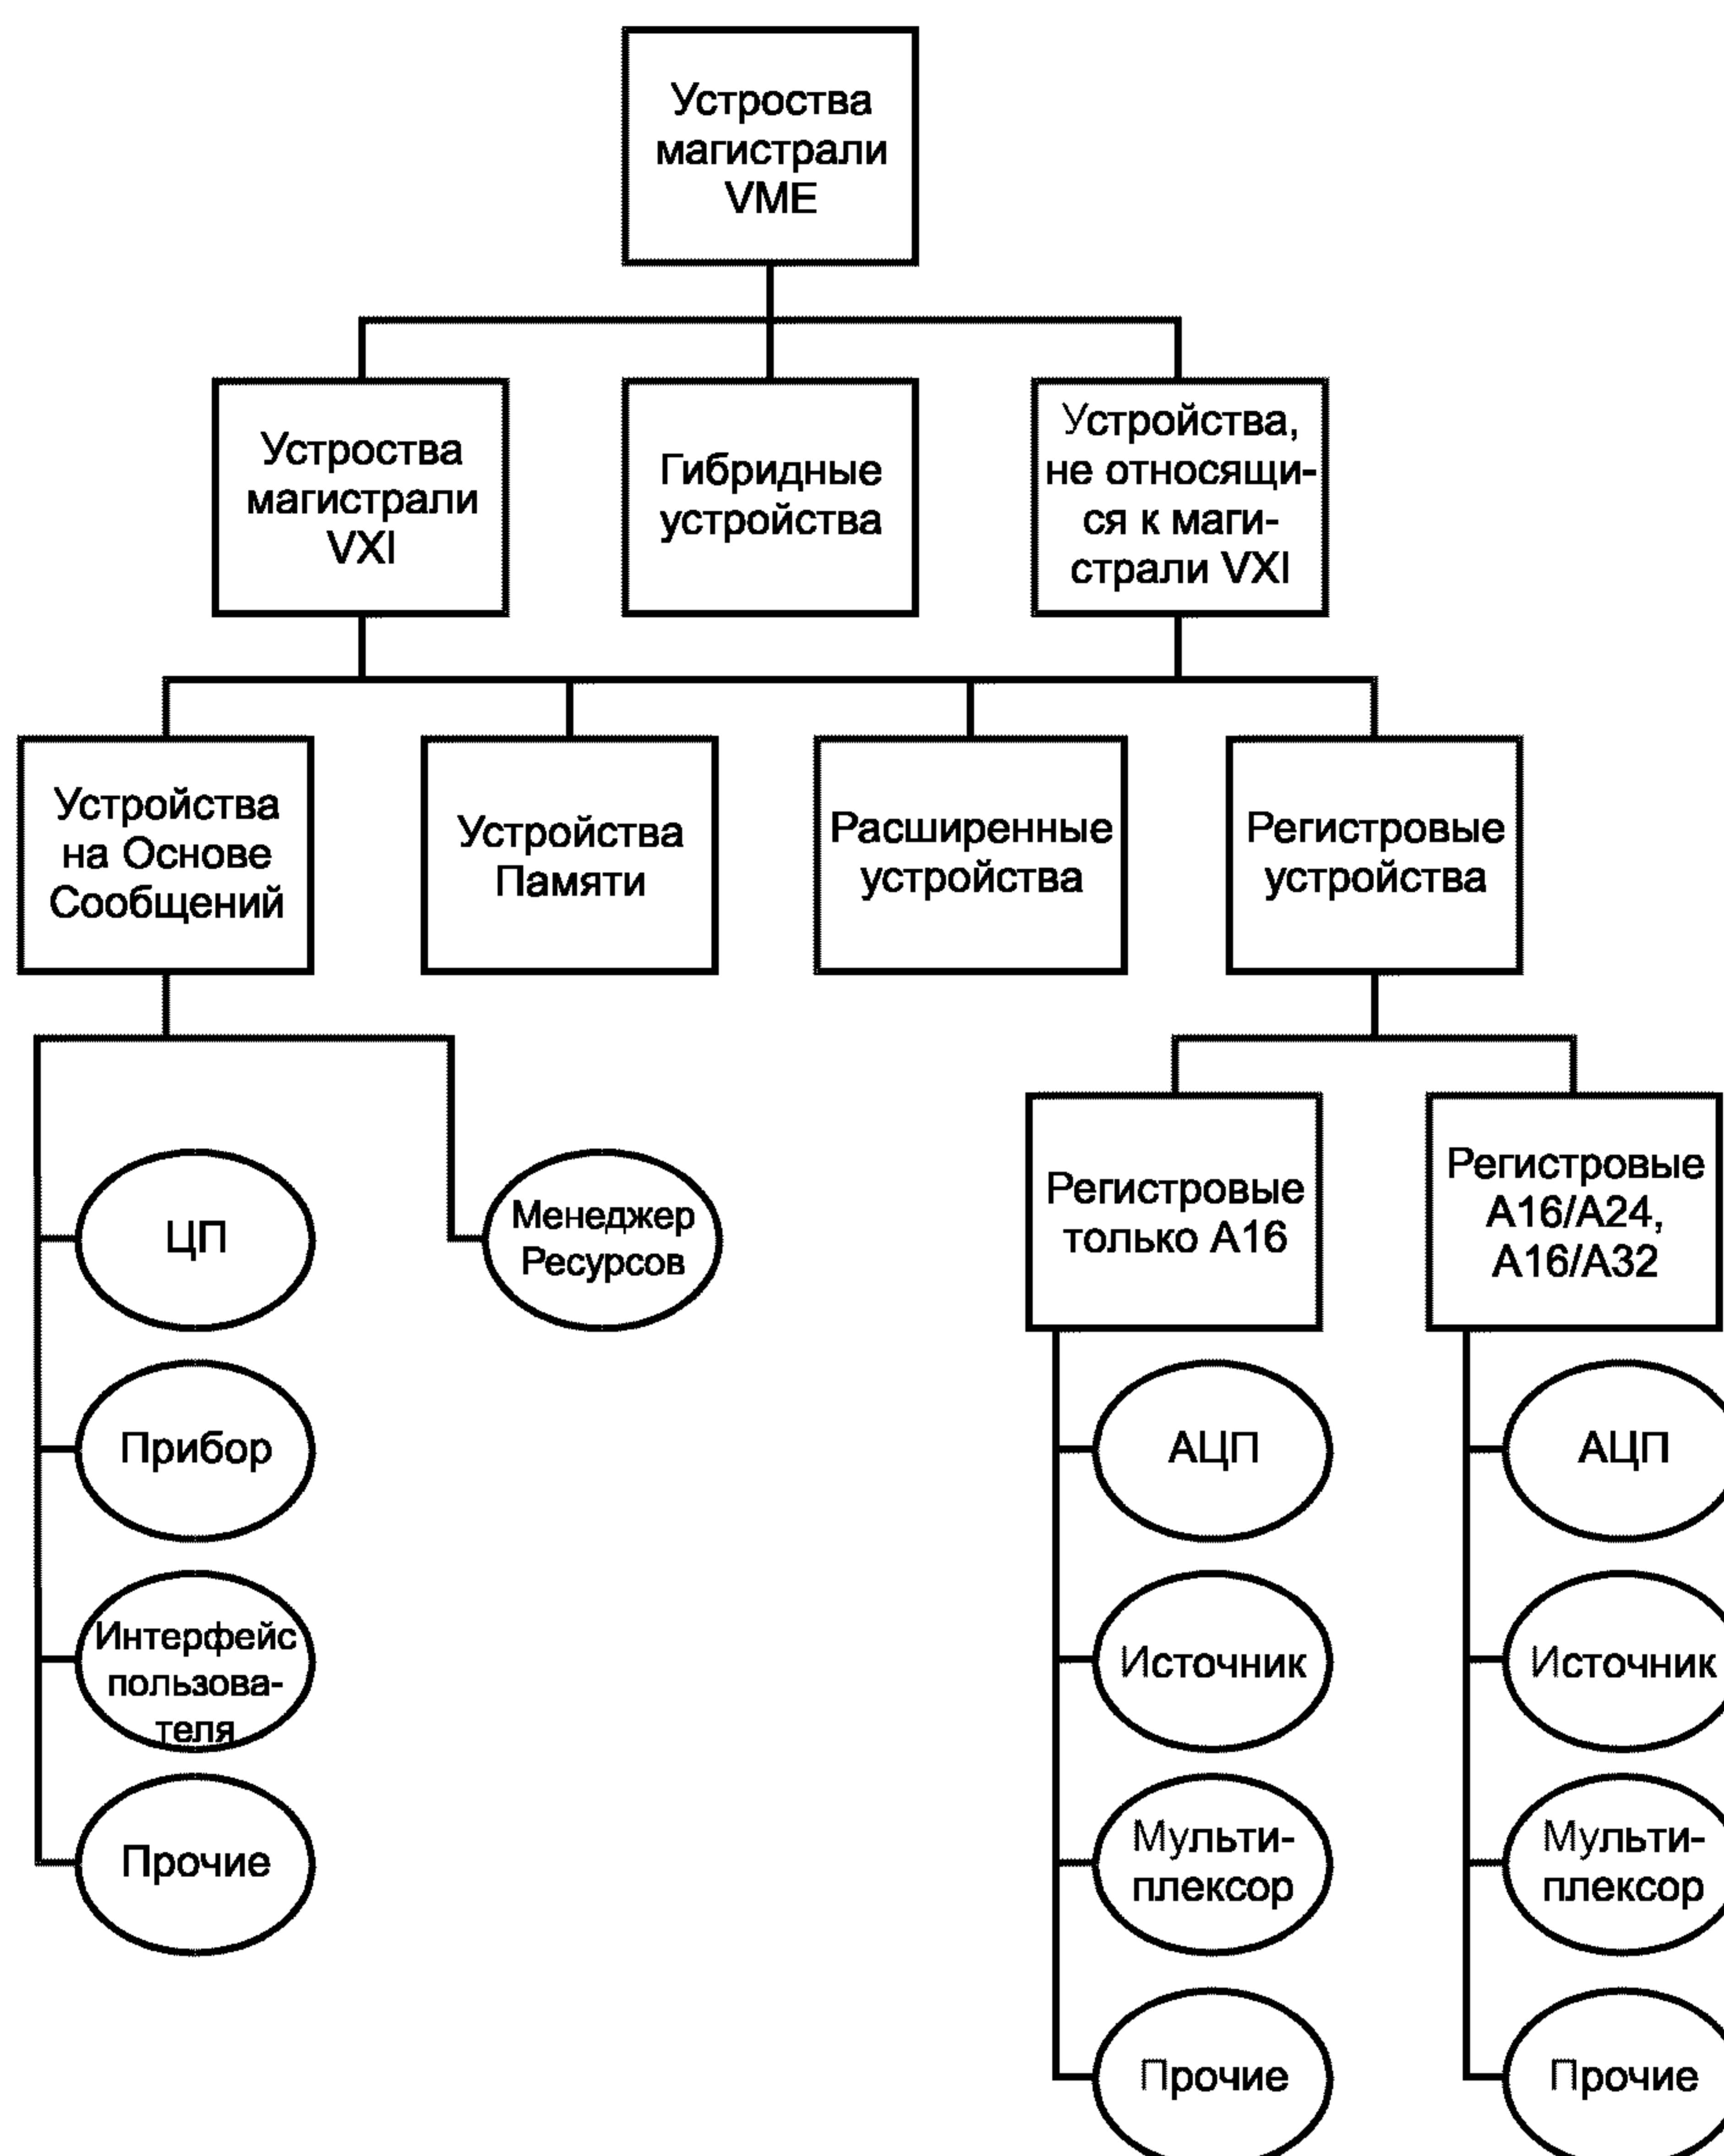 Устроства
магистрали
VME
Устроства
магистрали
VXI
Гибридные
устройства
Устройства,
не относящи-
ся к маги-
страли VXI
Устройства
на Основе
Сообщений
Устройства
Памяти
Расширенные
устройства
Регистровые
устройства
ЦП
Прибор
Интерфейс
пользова-
теля
Прочие
Менеджер
Ресурсов
Регистровые
только А16
АЦП
Источник
Мульти-
плексор
Прочие
Регистровые
А16/А24,
А16/А32
АЦП
Источник
Мульти-
плексор
Прочие